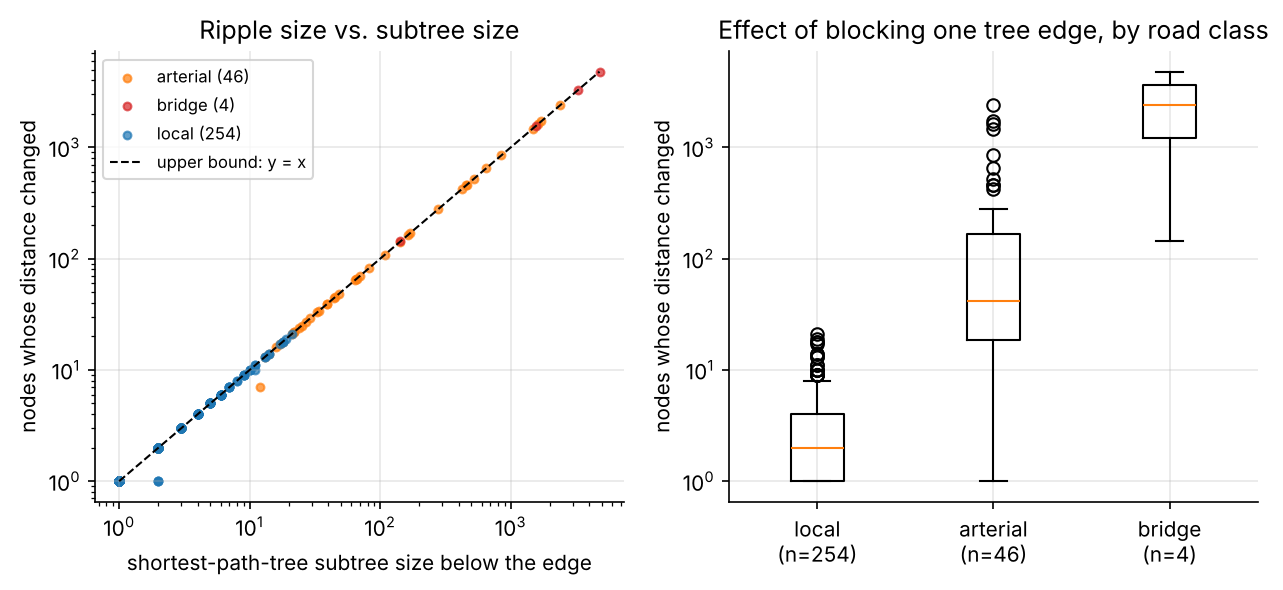 Ripple size vs. subtree size
arterial (46)
bridge (4)
local (254)
upper bound: y = x
nodes whose distance changed
10³
10²
10¹
10⁰
10⁰ 10¹ 10² 10³
shortest-path-tree subtree size below the edge
Effect of blocking one tree edge, by road class
nodes whose distance changed
10³
10²
10¹
10⁰
local arterial bridge
(n=254) (n=46) (n=4)